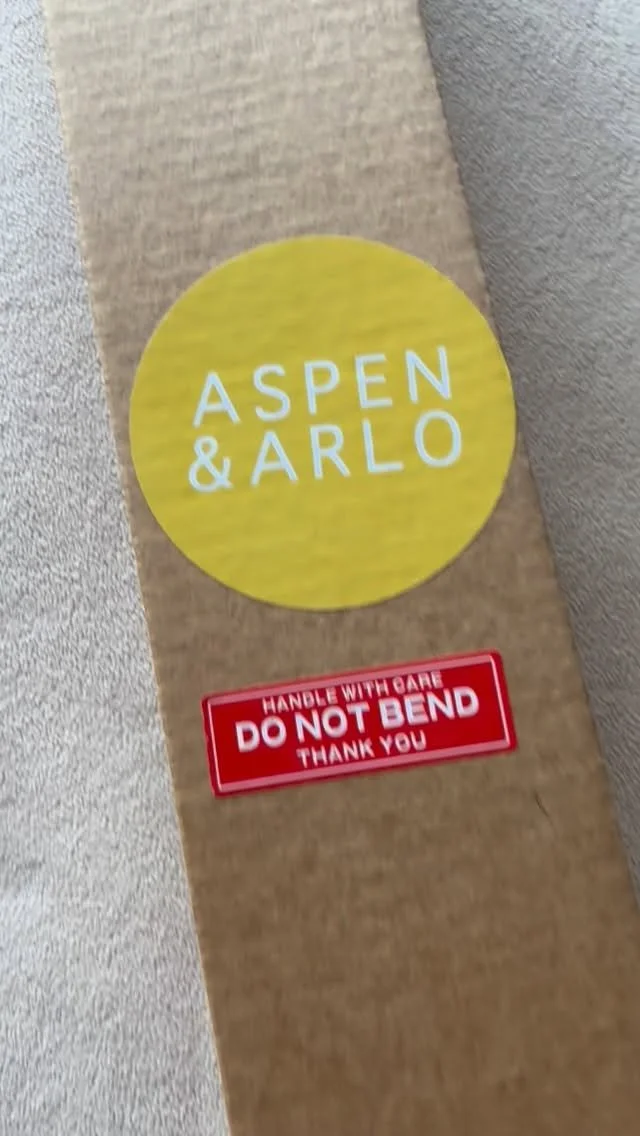 ASPEN
& ARLO
HANDLE WITH CARE
DO NOT BEND
THANK YOU